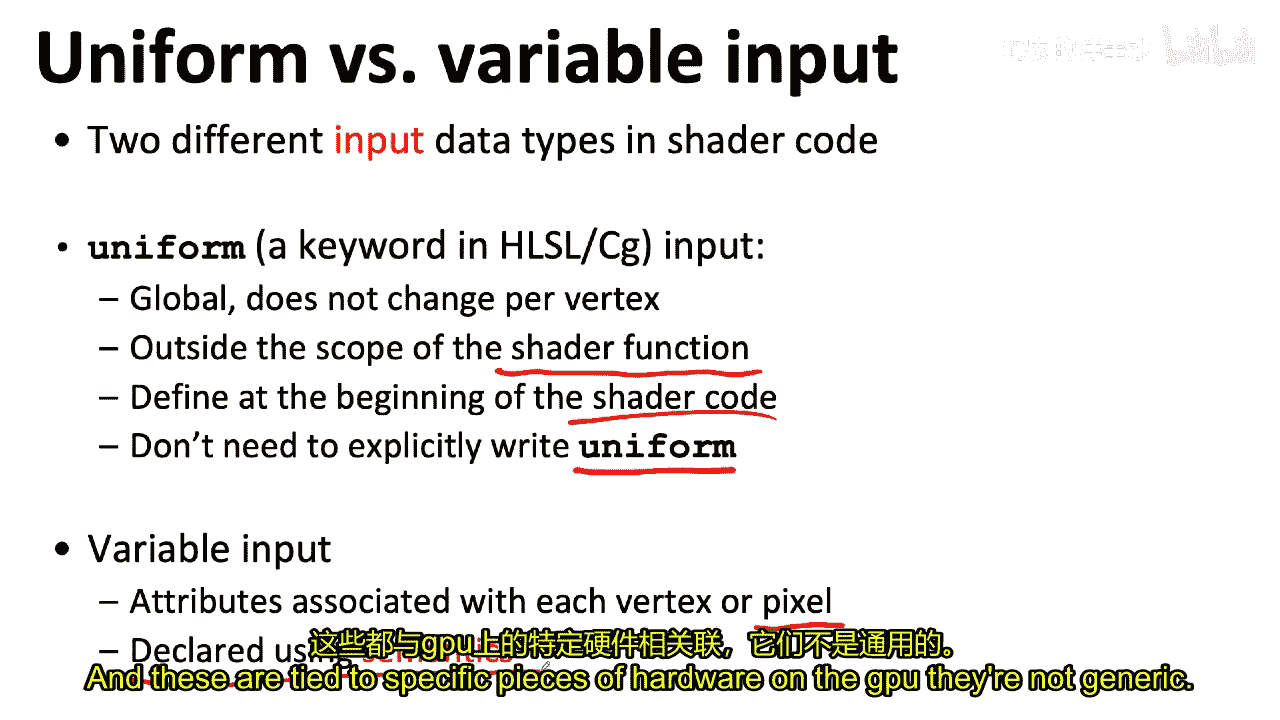 Uniform vs. variable input
• Two different input data types in shader code
• uniform (a keyword in HLSL/Cg) input:
– Global, does not change per vertex
– Outside the scope of the shader function
– Define at the beginning of the shader code
– Don’t need to explicitly write uniform
• Variable input
– Attributes associated with each vertex or pixel
– Declared using semantics
这些都与gpu上的特定硬件相关联，它们不是通用的。
And these are tied to specific pieces of hardware on the gpu they're not generic.